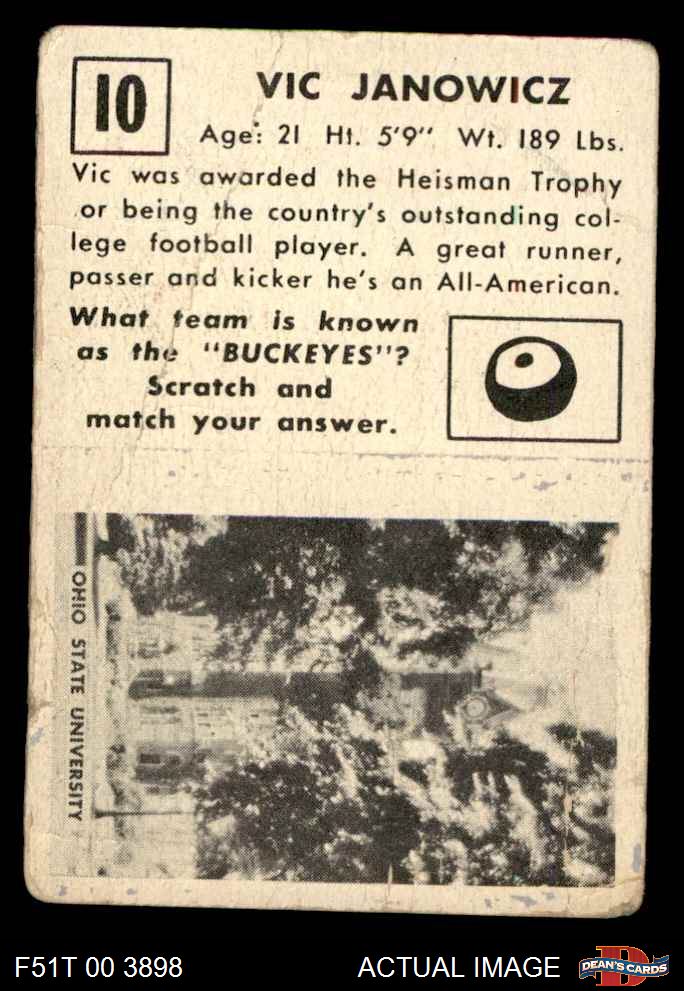 10
VIC JANOWICZ
Age: 21 Ht. 5'9" Wt. 189 Lbs.
Vic was awarded the Heisman Trophy
or being the country's outstanding col-
lege football player. A great runner,
passer and kicker he's an All-American.
What team is known
as the "BUCKEYES"?
Scratch and
match your answer.
OHIO STATE UNIVERSITY
F51T 00 3898
ACTUAL IMAGE
DEAN'S CARDS